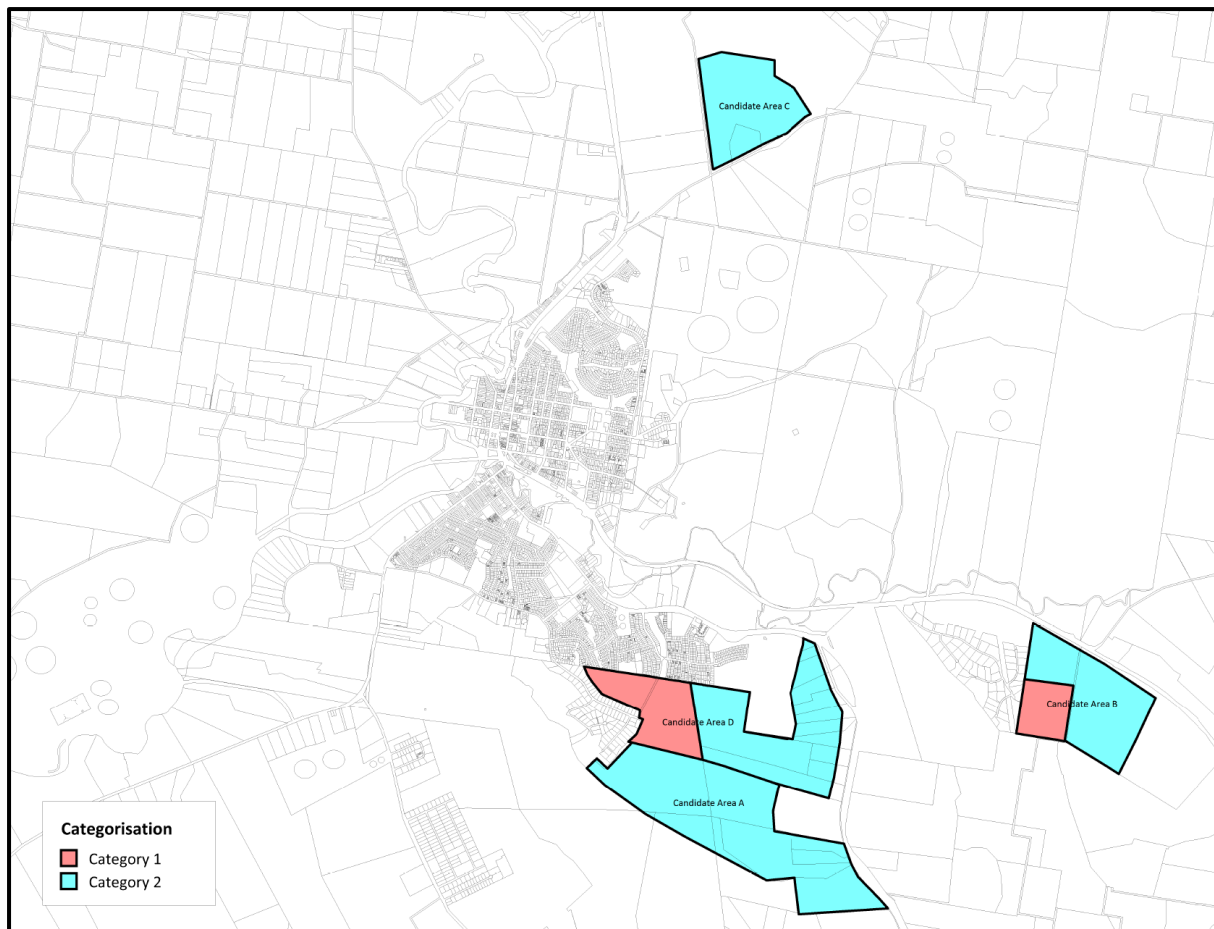 Candidate Area C
Candidate Area B
Candidate Area D
Candidate Area A
Categorisation
Category 1
Category 2